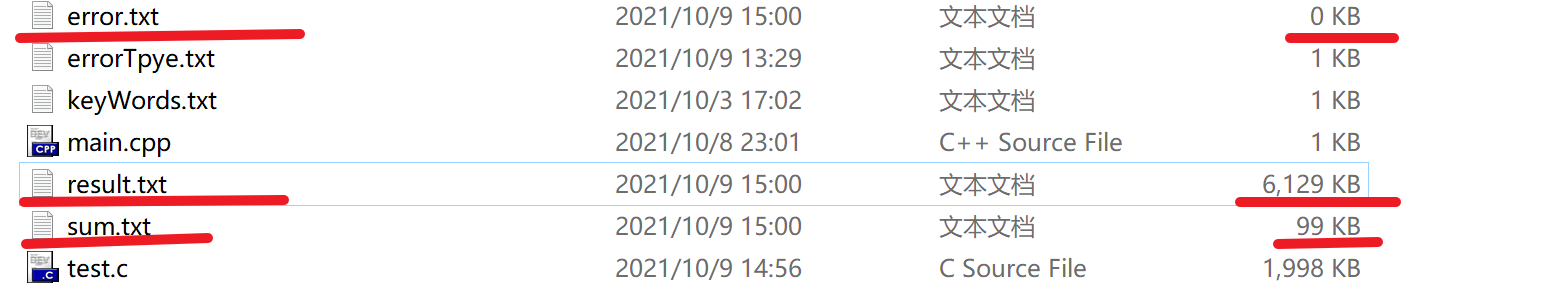 error.txt 2021/10/9 15:00 文本文档 0 KB
errorTpye.txt 2021/10/9 13:29 文本文档 1 KB
keyWords.txt 2021/10/3 17:02 文本文档 1 KB
main.cpp 2021/10/8 23:01 C++ Source File 1 KB
result.txt 2021/10/9 15:00 文本文档 6,129 KB
sum.txt 2021/10/9 15:00 文本文档 99 KB
test.c 2021/10/9 14:56 C Source File 1,998 KB